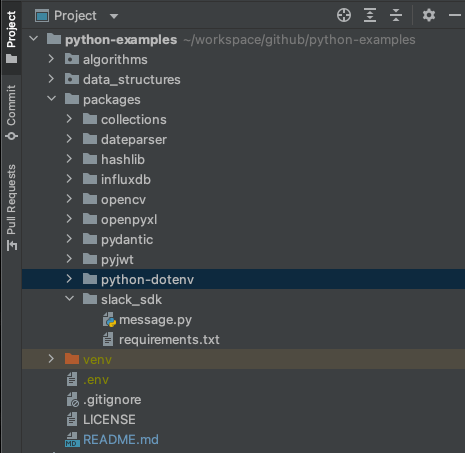 Project
Commit
Pull Requests
Project
python-examples ~/workspace/github/python-examples
algorithms
data_structures
packages
collections
dateparser
hashlib
influxdb
opencv
openpyxl
pydantic
pyjwt
python-dotenv
slack_sdk
message.py
requirements.txt
venv
.env
.gitignore
LICENSE
MD README.md